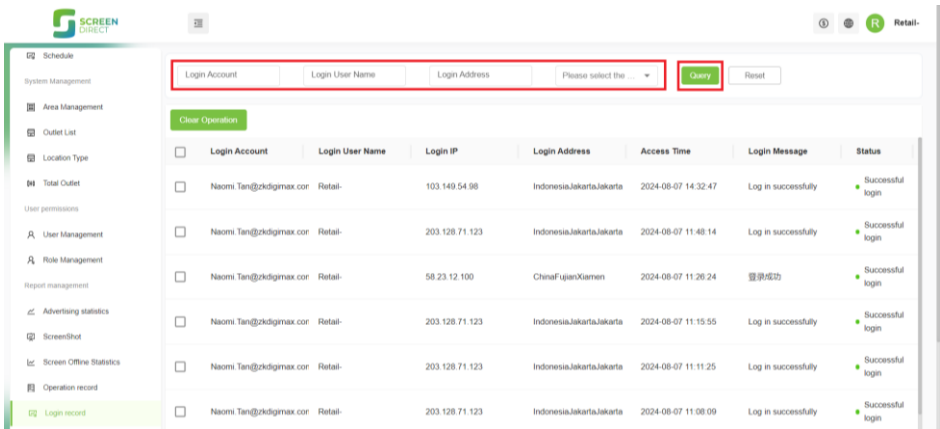 SCREEN
DIRECT
R Retail-
Schedule
System Management
Area Management
Outlet List
Location Type
Total Outlet
User permissions
User Management
Role Management
Report management
Advertising statistics
ScreenShot
Screen Offline Statistics
Operation record
Login record
Login Account Login User Name Login Address Please select the ... Query Reset
Clear Operation
Login Account Login User Name Login IP Login Address Access Time Login Message Status
Naomi.Tan@zkdigimax.con Retail- 103.149.54.98 IndonesiaJakartaJakarta 2024-08-07 14:32:47 Log in successfully Successful
login
Naomi.Tan@zkdigimax.con Retail- 203.128.71.123 IndonesiaJakartaJakarta 2024-08-07 11:48:14 Log in successfully Successful
login
Naomi.Tan@zkdigimax.con Retail- 58.23.12.100 ChinaFujianXiamen 2024-08-07 11:26:24 登录成功 Successful
login
Naomi.Tan@zkdigimax.con Retail- 203.128.71.123 IndonesiaJakartaJakarta 2024-08-07 11:15:55 Log in successfully Successful
login
Naomi.Tan@zkdigimax.con Retail- 203.128.71.123 IndonesiaJakartaJakarta 2024-08-07 11:11:25 Log in successfully Successful
login
Naomi.Tan@zkdigimax.con Retail- 203.128.71.123 IndonesiaJakartaJakarta 2024-08-07 11:08:09 Log in successfully Successful
login